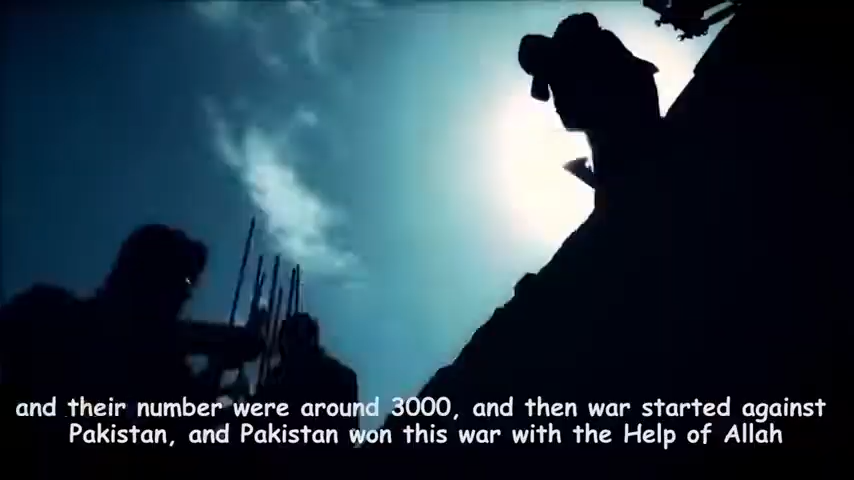 and their number were around 3000, and then war started against
Pakistan, and Pakistan won this war with the Help of Allah